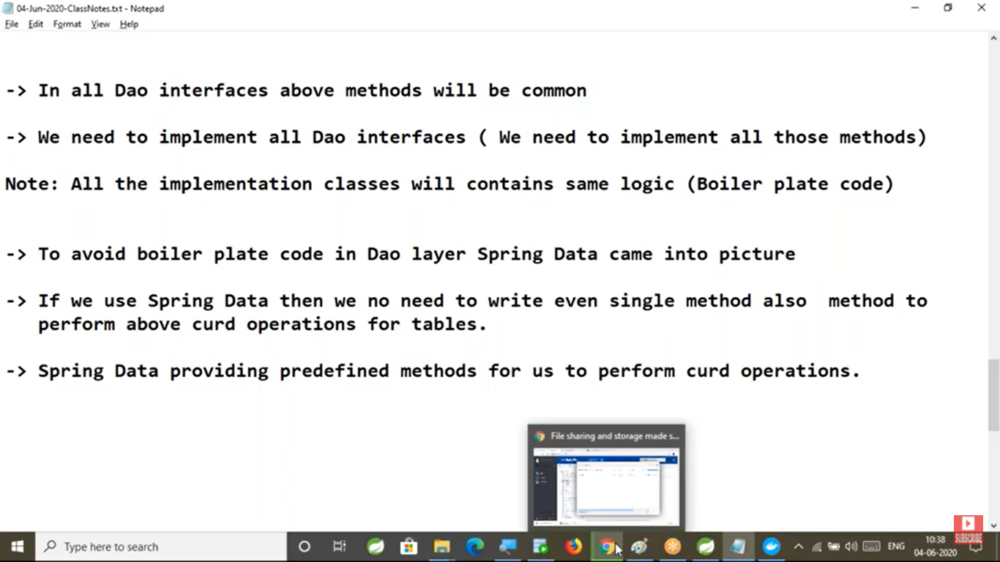 04-Jun-2020-ClassNotes.txt - Notepad
File Edit Format View Help
-> In all Dao interfaces above methods will be common
-> We need to implement all Dao interfaces ( We need to implement all those methods)
Note: All the implementation classes will contains same logic (Boiler plate code)
-> To avoid boiler plate code in Dao layer Spring Data came into picture
-> If we use Spring Data then we no need to write even single method also  method to
perform above curd operations for tables.
-> Spring Data providing predefined methods for us to perform curd operations.
File sharing and storage made s...
SUBSCRIBE
Type here to search
ENG
10:38
04-06-2020